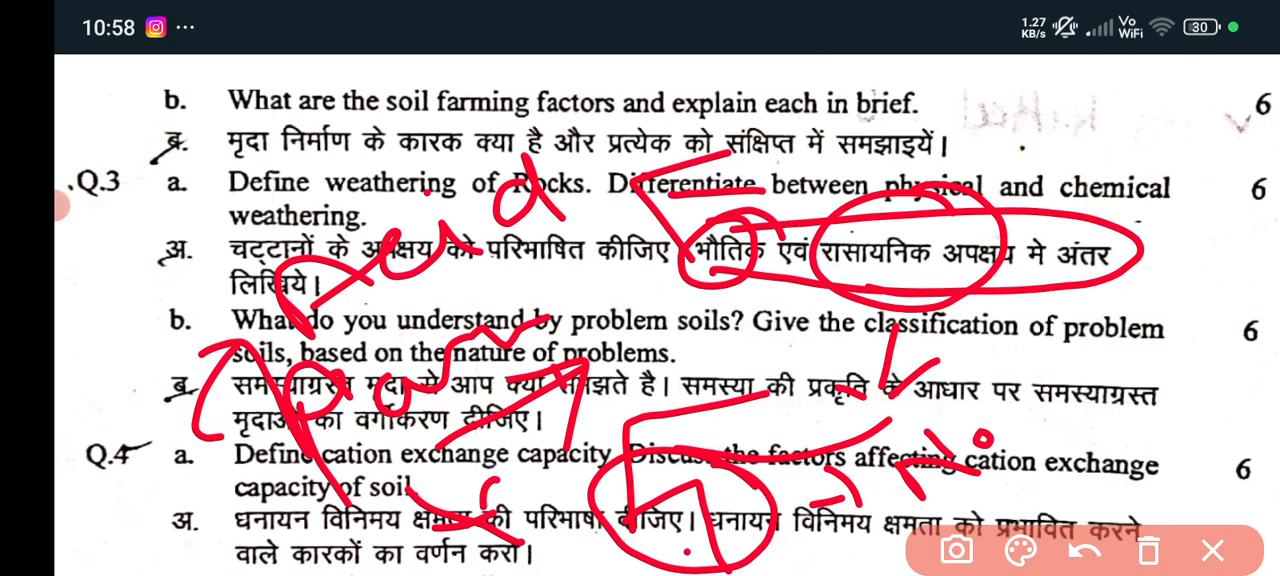 10:58
1.27 KB/s
Vo WiFi
30
b. What are the soil farming factors and explain each in brief. 6
ब. मृदा निर्माण के कारक क्या है और प्रत्येक को संक्षिप्त में समझाइयें।
Q.3 a. Define weathering of Rocks. Differentiate between physical and chemical 6
weathering.
अ. चट्टानों के अपक्षय को परिभाषित कीजिए भौतिक एवं रासायनिक अपक्षय मे अंतर
लिखिये।
b. What do you understand by problem soils? Give the classification of problem 6
soils, based on the nature of problems.
ब. समस्याग्रस्त मृदा से आप क्या समझते है। समस्या की प्रकृति के आधार पर समस्याग्रस्त
मृदाओं का वर्गीकरण दीजिए।
Q.4 a. Define cation exchange capacity. Discuss the factors affecting cation exchange 6
capacity of soil.
अ. धनायन विनिमय क्षमता की परिभाषा दीजिए। धनायन विनिमय क्षमता को प्रभावित करने
वाले कारकों का वर्णन करो।
Paid